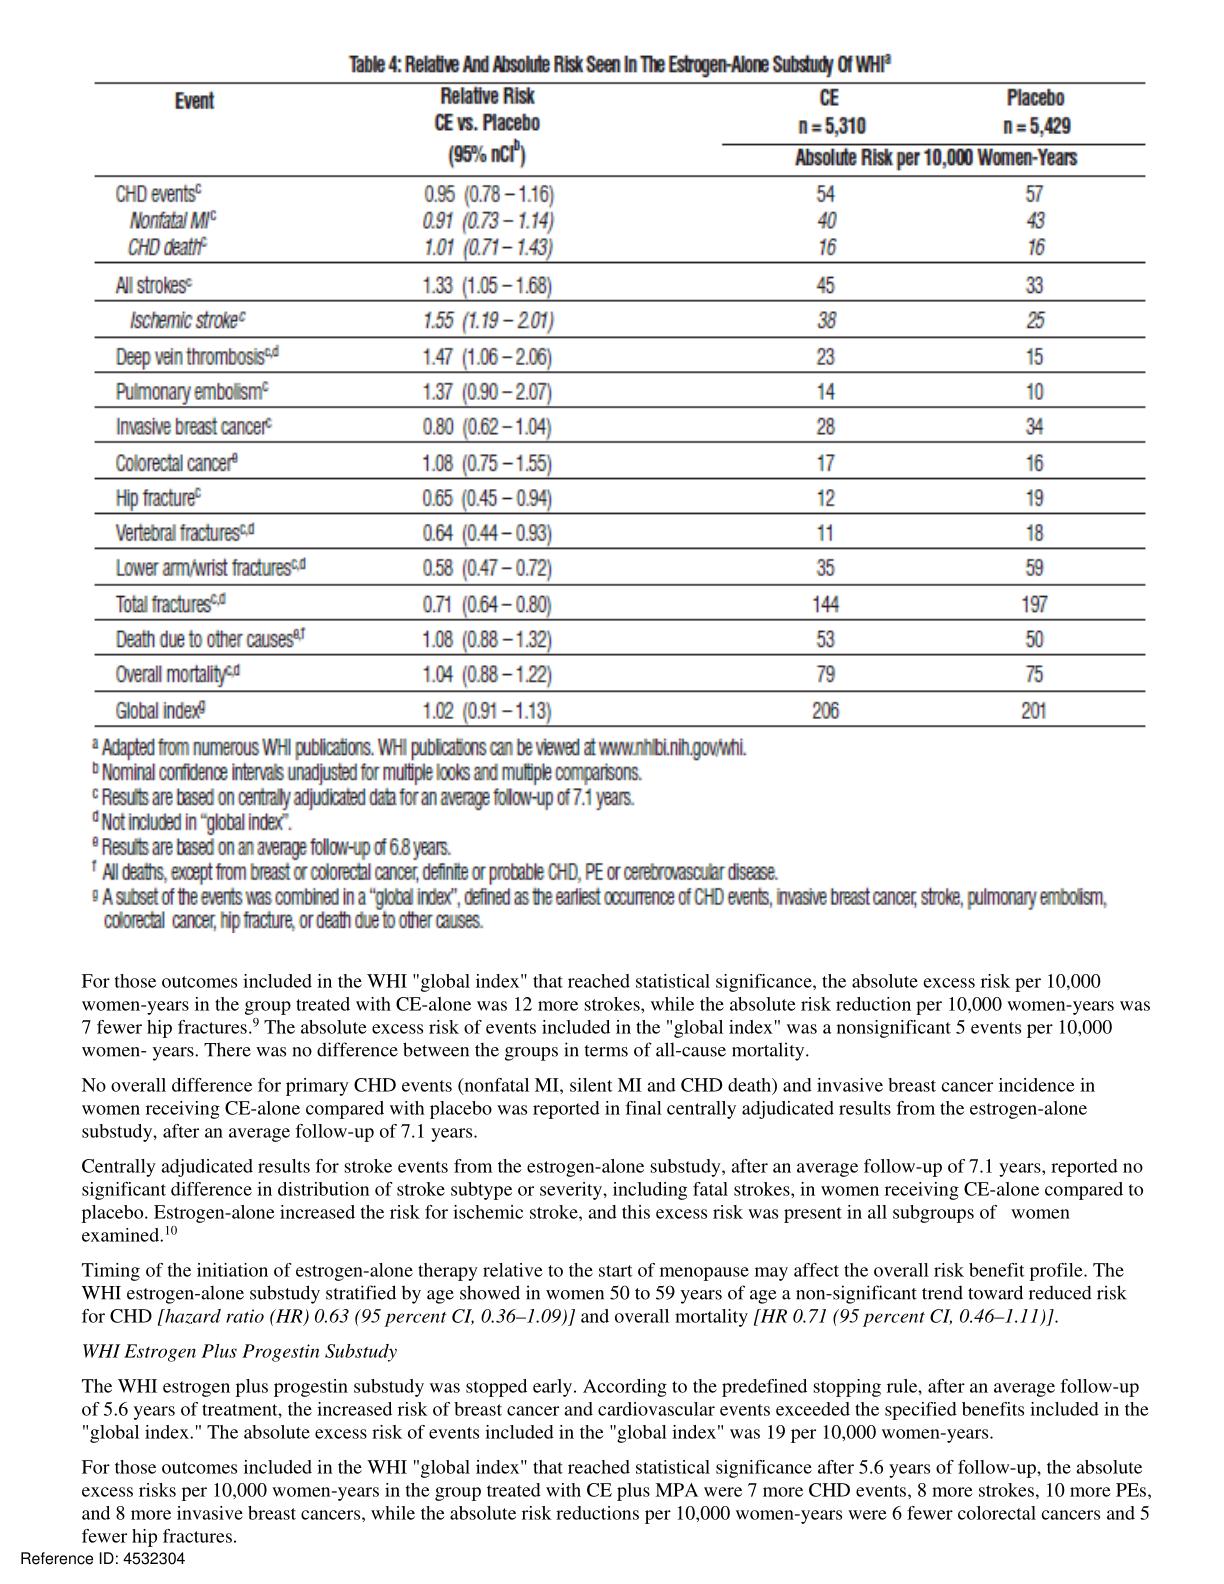 Table 4: Relative And Absolute Risk Seen In The Estrogen-Alone Substudy Of WHIa
Event Relative Risk CE Placebo
CE vs. Placebo n = 5,310 n = 5,429
(95% nCIb) Absolute Risk per 10,000 Women-Years
CHD eventsc 0.95 (0.78 – 1.16) 54 57
Nonfatal MIc 0.91 (0.73 – 1.14) 40 43
CHD deathc 1.01 (0.71 – 1.43) 16 16
All strokesc 1.33 (1.05 – 1.68) 45 33
Ischemic strokec 1.55 (1.19 – 2.01) 38 25
Deep vein thrombosisc,d 1.47 (1.06 – 2.06) 23 15
Pulmonary embolismc 1.37 (0.90 – 2.07) 14 10
Invasive breast cancerc 0.80 (0.62 – 1.04) 28 34
Colorectal cancere 1.08 (0.75 – 1.55) 17 16
Hip fracturec 0.65 (0.45 – 0.94) 12 19
Vertebral fracturesc,d 0.64 (0.44 – 0.93) 11 18
Lower arm/wrist fracturesc,d 0.58 (0.47 – 0.72) 35 59
Total fracturesc,d 0.71 (0.64 – 0.80) 144 197
Death due to other causese,f 1.08 (0.88 – 1.32) 53 50
Overall mortalityc,d 1.04 (0.88 – 1.22) 79 75
Global indexg 1.02 (0.91 – 1.13) 206 201
a Adapted from numerous WHI publications. WHI publications can be viewed at www.nhlbi.nih.gov/whi.
b Nominal confidence intervals unadjusted for multiple looks and multiple comparisons.
c Results are based on centrally adjudicated data for an average follow-up of 7.1 years.
d Not included in “global index”.
e Results are based on an average follow-up of 6.8 years.
f All deaths, except from breast or colorectal cancer, definite or probable CHD, PE or cerebrovascular disease.
g A subset of the events was combined in a “global index”, defined as the earliest occurrence of CHD events, invasive breast cancer, stroke, pulmonary embolism,
colorectal cancer, hip fracture, or death due to other causes.
For those outcomes included in the WHI "global index" that reached statistical significance, the absolute excess risk per 10,000
women-years in the group treated with CE-alone was 12 more strokes, while the absolute risk reduction per 10,000 women-years was
7 fewer hip fractures.9 The absolute excess risk of events included in the "global index" was a nonsignificant 5 events per 10,000
women- years. There was no difference between the groups in terms of all-cause mortality.
No overall difference for primary CHD events (nonfatal MI, silent MI and CHD death) and invasive breast cancer incidence in
women receiving CE-alone compared with placebo was reported in final centrally adjudicated results from the estrogen-alone
substudy, after an average follow-up of 7.1 years.
Centrally adjudicated results for stroke events from the estrogen-alone substudy, after an average follow-up of 7.1 years, reported no
significant difference in distribution of stroke subtype or severity, including fatal strokes, in women receiving CE-alone compared to
placebo. Estrogen-alone increased the risk for ischemic stroke, and this excess risk was present in all subgroups of women
examined.10
Timing of the initiation of estrogen-alone therapy relative to the start of menopause may affect the overall risk benefit profile. The
WHI estrogen-alone substudy stratified by age showed in women 50 to 59 years of age a non-significant trend toward reduced risk
for CHD [hazard ratio (HR) 0.63 (95 percent CI, 0.36–1.09)] and overall mortality [HR 0.71 (95 percent CI, 0.46–1.11)].
WHI Estrogen Plus Progestin Substudy
The WHI estrogen plus progestin substudy was stopped early. According to the predefined stopping rule, after an average follow-up
of 5.6 years of treatment, the increased risk of breast cancer and cardiovascular events exceeded the specified benefits included in the
"global index." The absolute excess risk of events included in the "global index" was 19 per 10,000 women-years.
For those outcomes included in the WHI "global index" that reached statistical significance after 5.6 years of follow-up, the absolute
excess risks per 10,000 women-years in the group treated with CE plus MPA were 7 more CHD events, 8 more strokes, 10 more PEs,
and 8 more invasive breast cancers, while the absolute risk reductions per 10,000 women-years were 6 fewer colorectal cancers and 5
fewer hip fractures.
Reference ID: 4532304